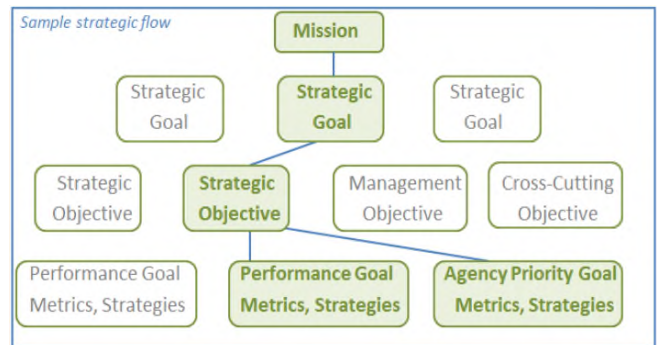 Sample strategic flow
Mission
Strategic
Goal
Strategic
Goal
Strategic
Goal
Strategic
Objective
Strategic
Objective
Management
Objective
Cross-Cutting
Objective
Performance Goal
Metrics, Strategies
Performance Goal
Metrics, Strategies
Agency Priority Goal
Metrics, Strategies